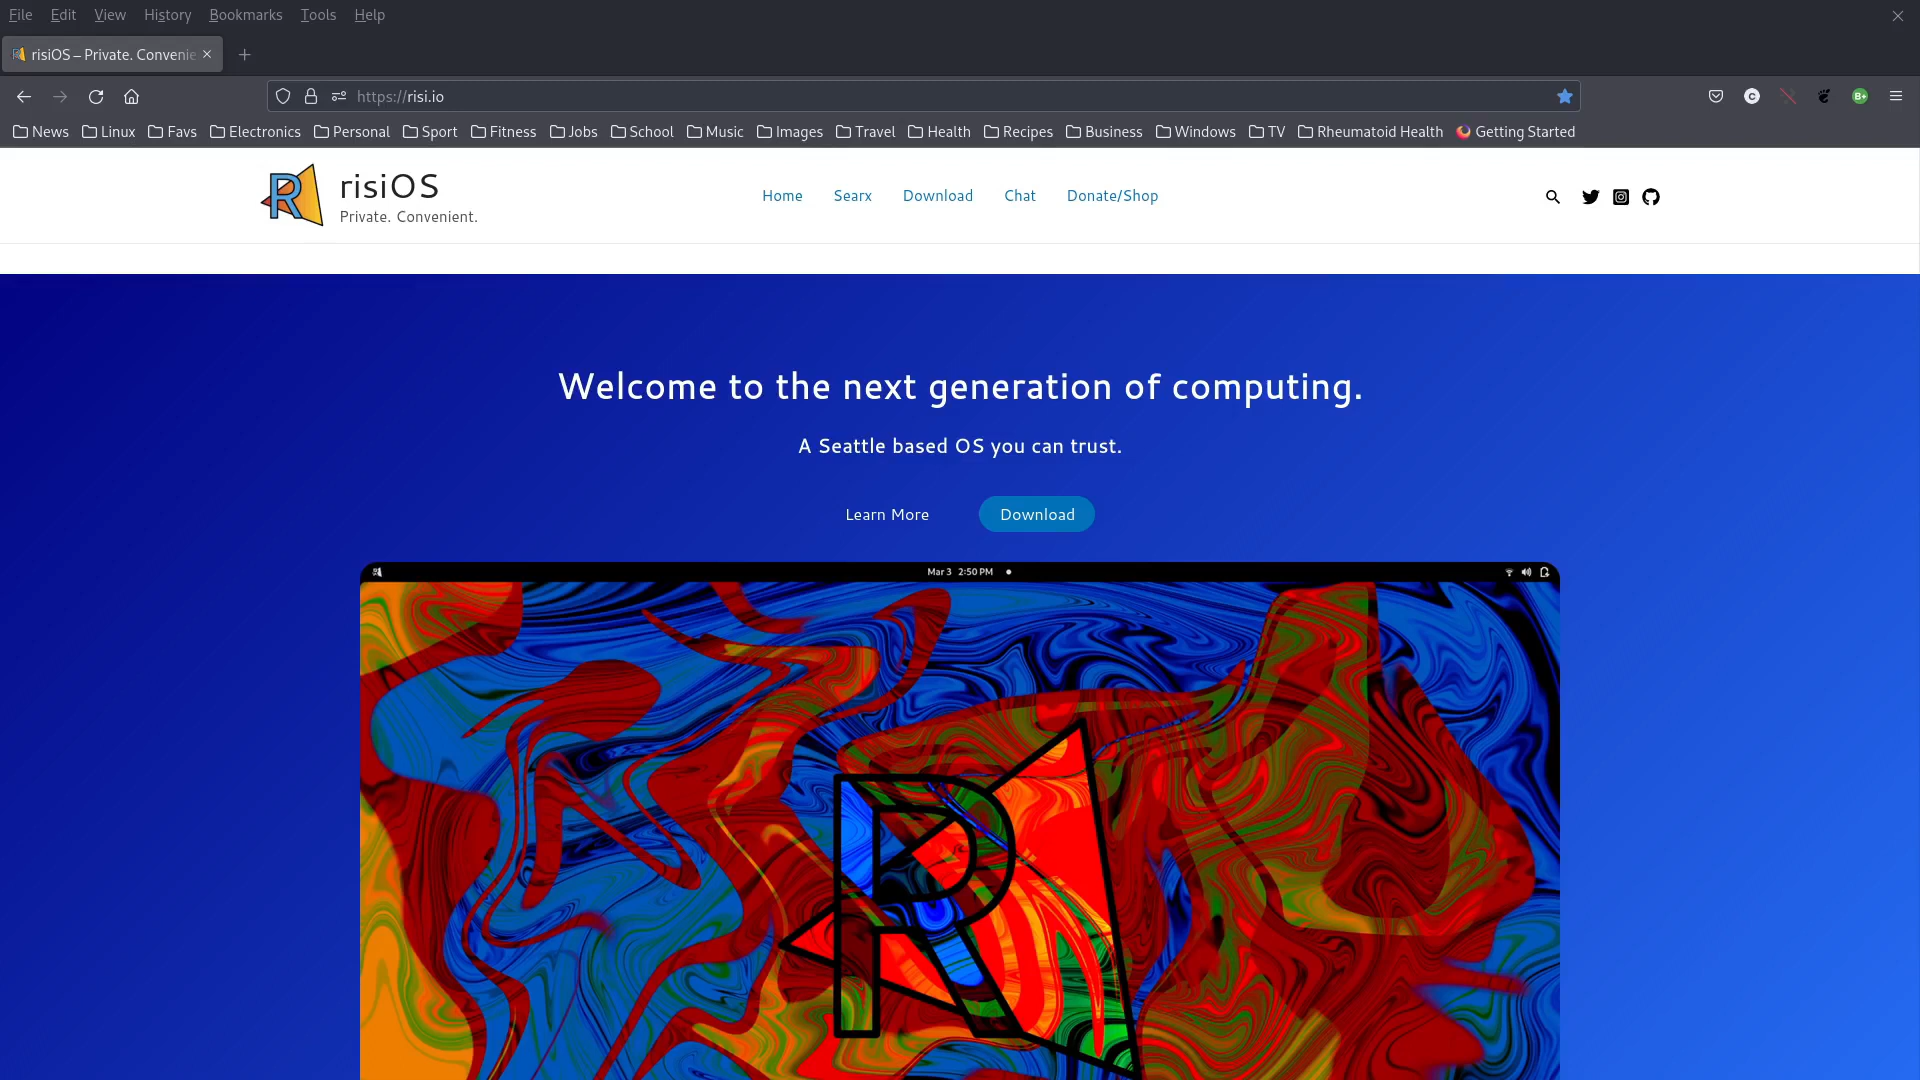 File Edit View History Bookmarks Tools Help
risiOS – Private. Convenie
https://risi.io
News Linux Favs Electronics Personal Sport Fitness Jobs School Music Images Travel Health Recipes Business Windows TV Rheumatoid Health Getting Started
risiOS
Private. Convenient.
Home Searx Download Chat Donate/Shop
Welcome to the next generation of computing.
A Seattle based OS you can trust.
Learn More Download
Mar 3 2:50 PM
R